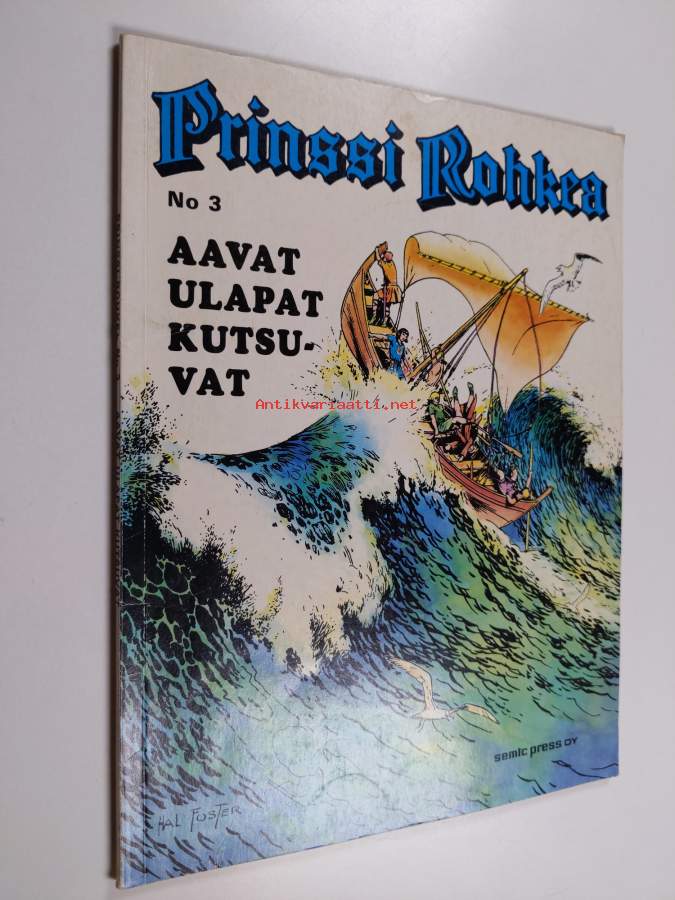 Prinssi Rohkea
No 3
AAVAT
ULAPAT
KUTSU-
VAT
Antikvariaatti.net
semic press OY
HAL FOSTER